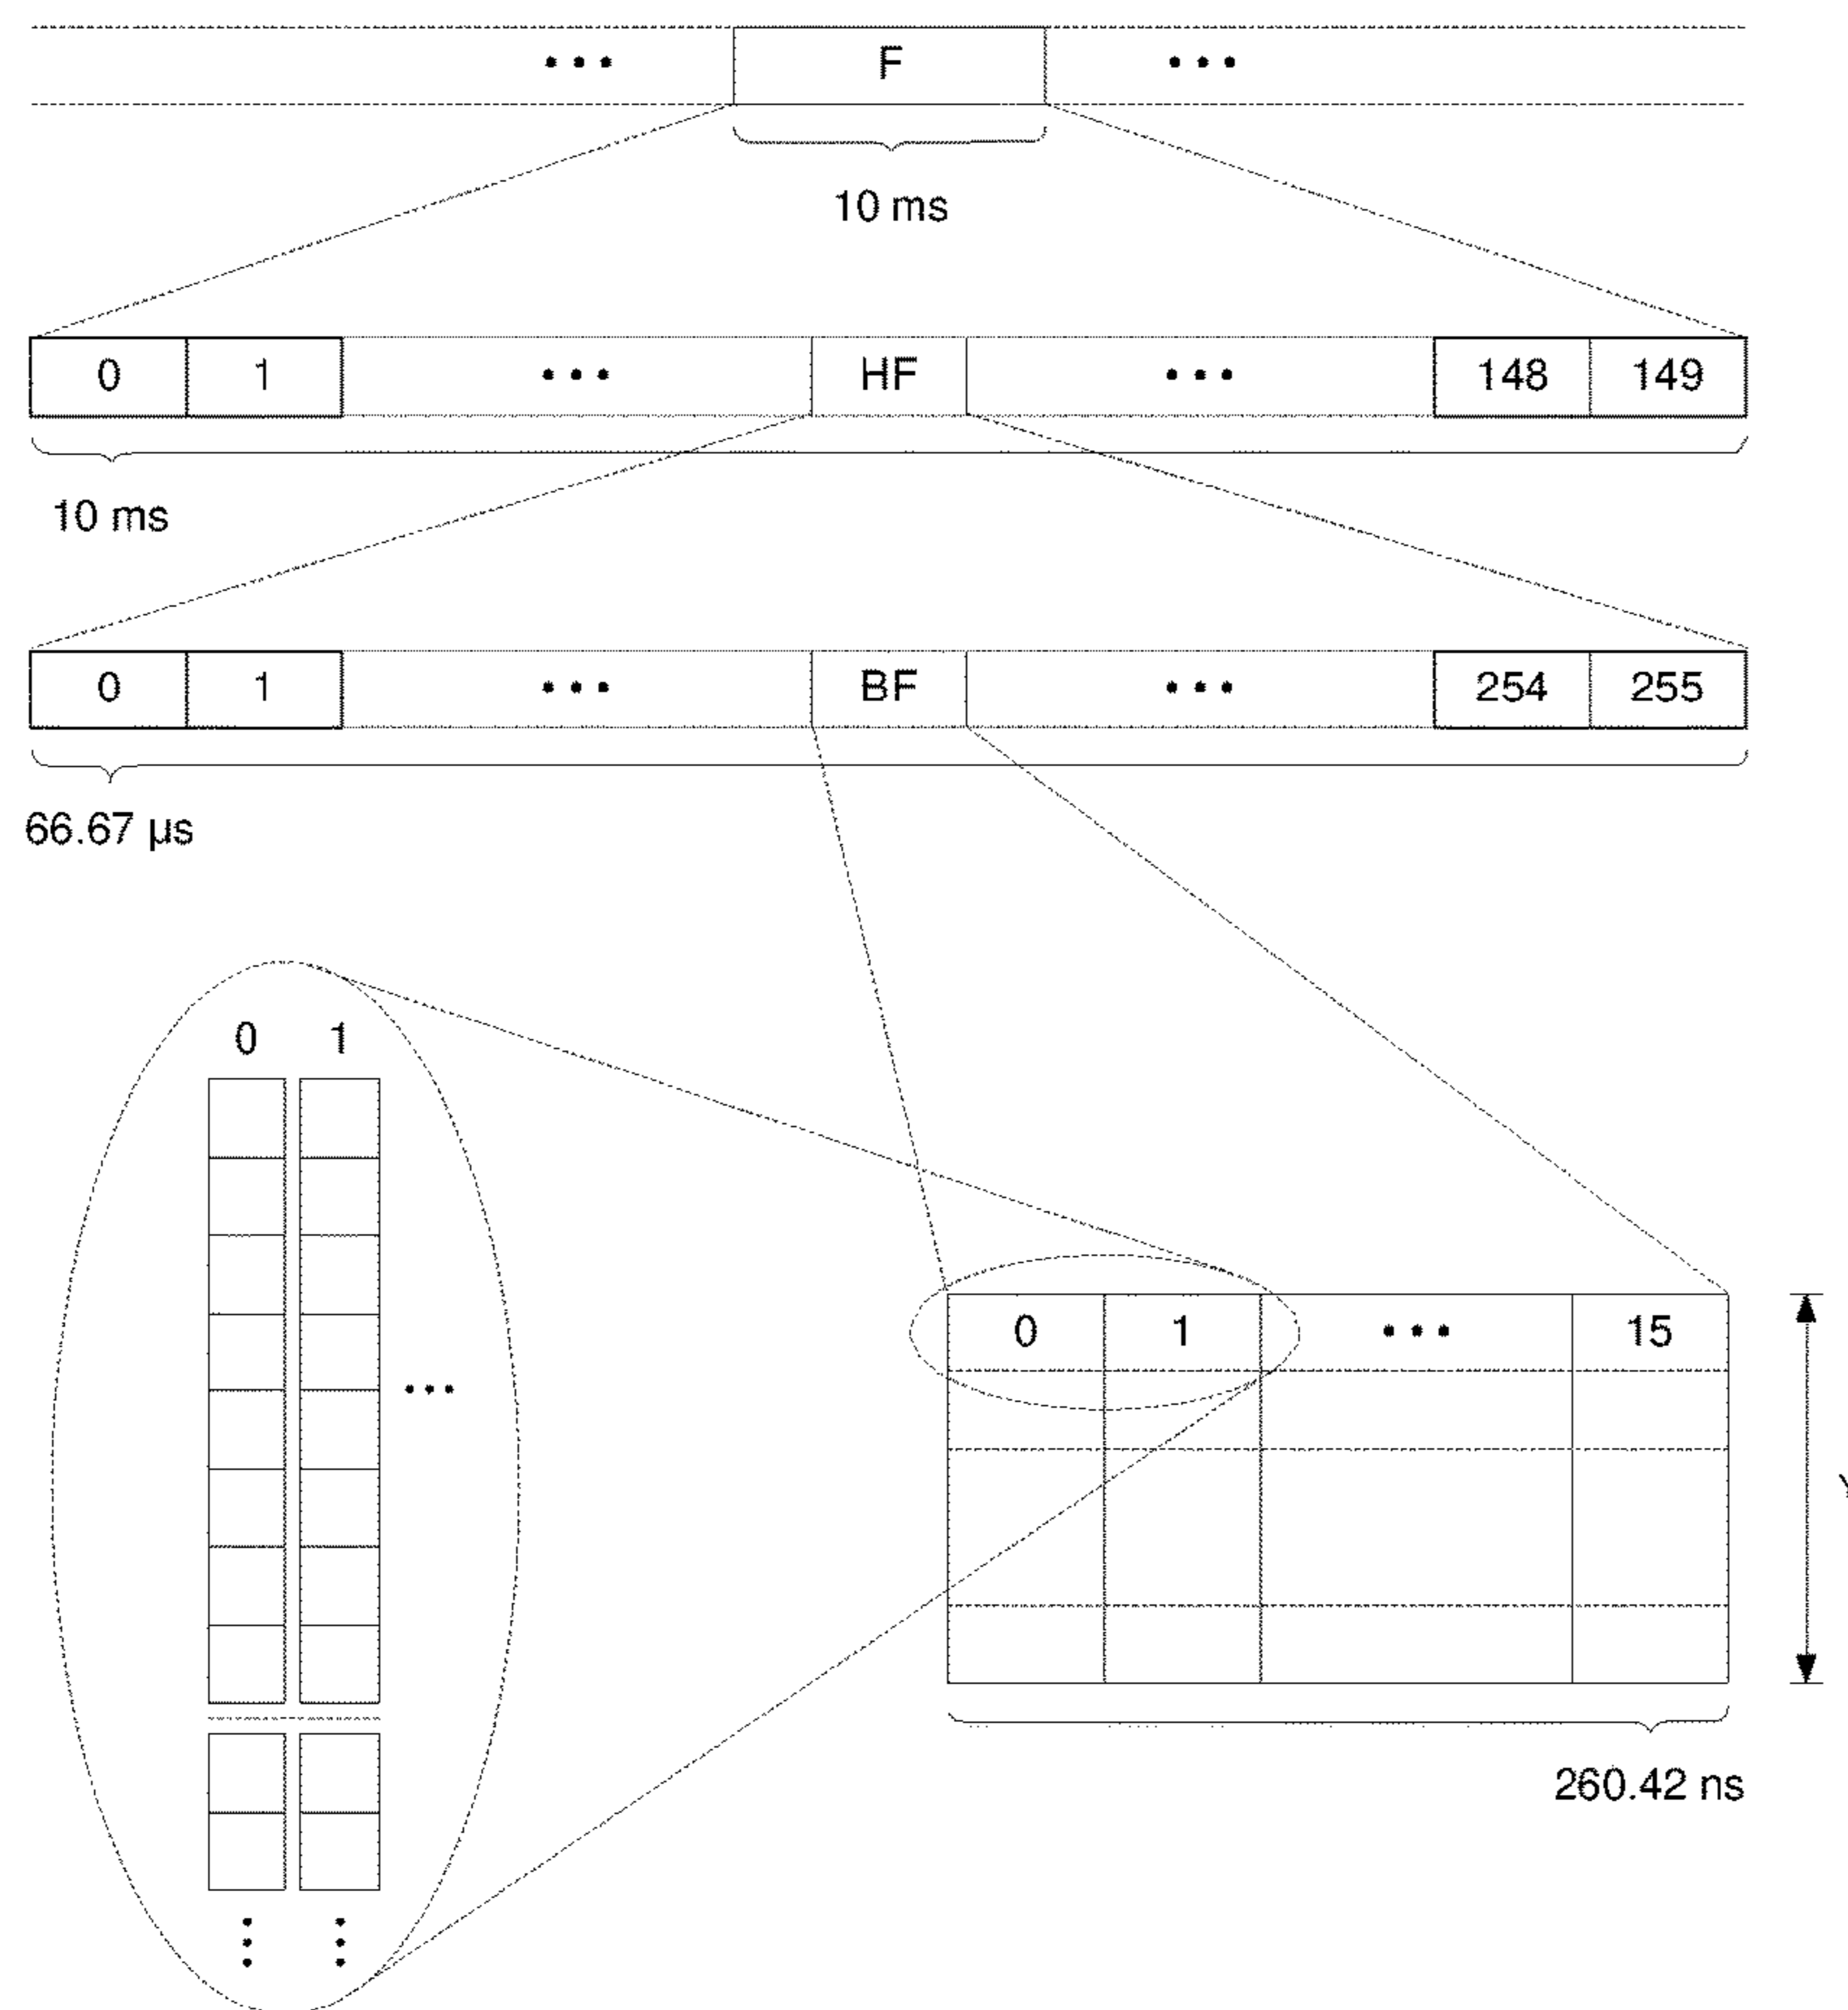 ••• F •••
10 ms
0 1 ••• HF ••• 148 149
10 ms
0 1 ••• BF ••• 254 255
66.67 µs
0 1
•••
0 1 ••• 15
260.42 ns